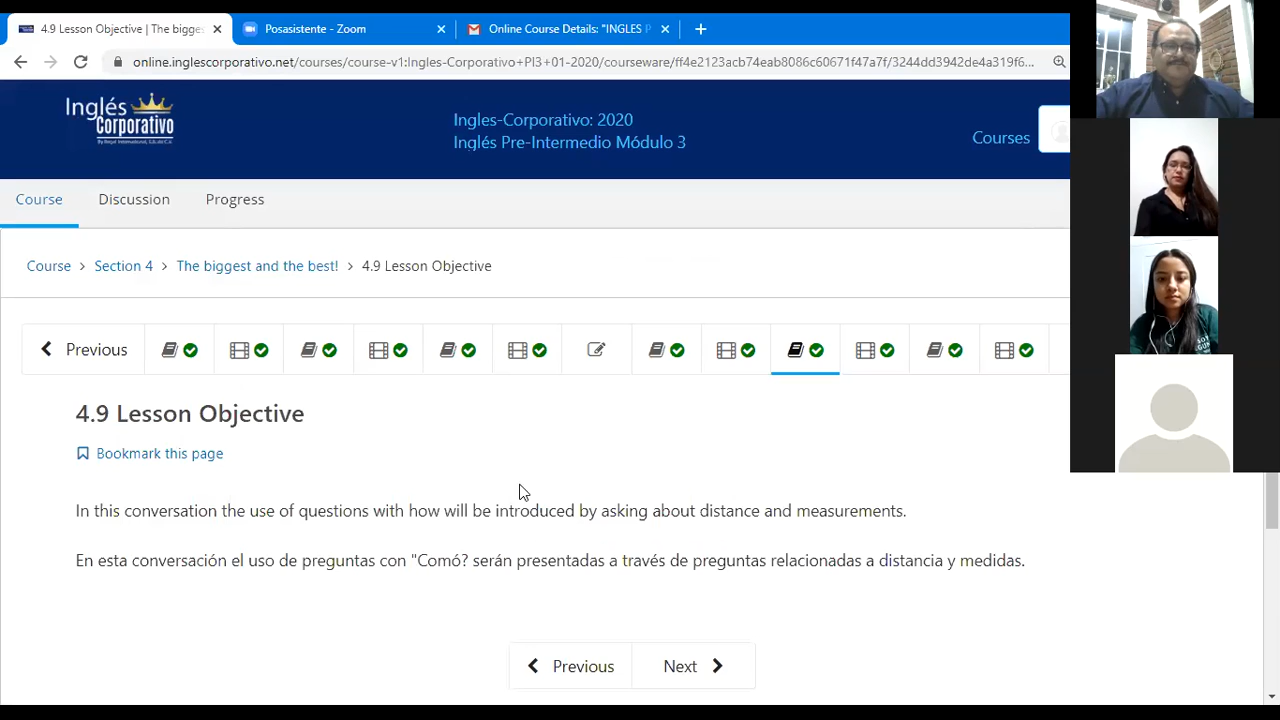 4.9 Lesson Objective | The bigges
Posasistente - Zoom
Online Course Details: "INGLES P
online.inglescorporativo.net/courses/course-v1:Ingles-Corporativo+PI3+01-2020/courseware/ff4e2123acb74eab8086c60671f47a7f/3244dd3942de4a319f6...
Inglés
Corporativo
Ingles-Corporativo: 2020
Inglés Pre-Intermedio Módulo 3
Courses
Course
Discussion
Progress
Course > Section 4 > The biggest and the best! > 4.9 Lesson Objective
Previous
4.9 Lesson Objective
Bookmark this page
In this conversation the use of questions with how will be introduced by asking about distance and measurements.
En esta conversación el uso de preguntas con "Comó? serán presentadas a través de preguntas relacionadas a distancia y medidas.
Previous
Next